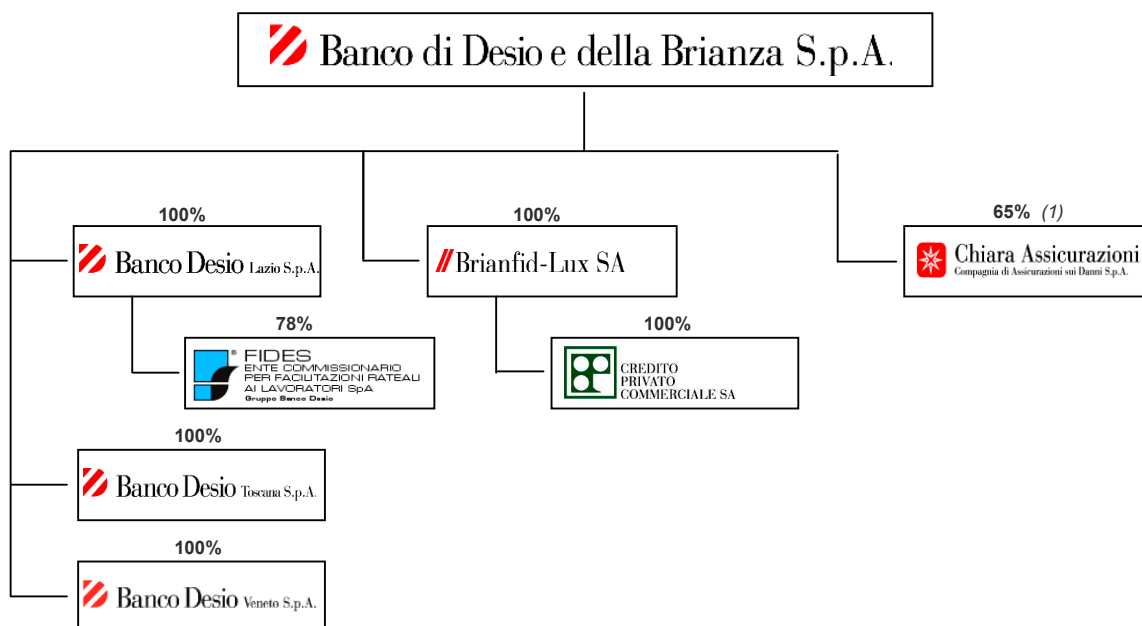 Banco di Desio e della Brianza S.p.A.
100%
Banco Desio Lazio S.p.A.
100%
Brianfid-Lux SA
65% (1)
Chiara Assicurazioni
Compagnia di Assicurazioni sui Danni S.p.A.
78%
® FIDES
ENTE COMMISSIONARIO
PER FACILITAZIONI RATEALI
AI LAVORATORI SpA
Gruppo Banco Desio
100%
CREDITO
PRIVATO
COMMERCIALE SA
100%
Banco Desio Toscana S.p.A.
100%
Banco Desio Veneto S.p.A.